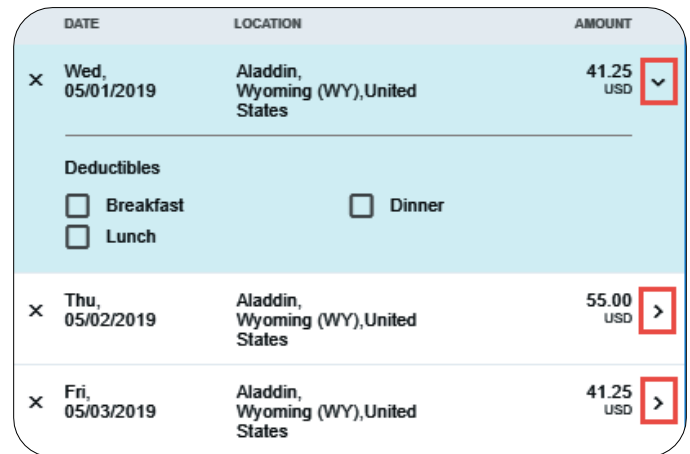 DATE LOCATION AMOUNT
Wed, Aladdin, 41.25
05/01/2019 Wyoming (WY),United USD
States
Deductibles
Breakfast Dinner
Lunch
Thu, Aladdin, 55.00
05/02/2019 Wyoming (WY),United USD
States
Fri, Aladdin, 41.25
05/03/2019 Wyoming (WY),United USD
States